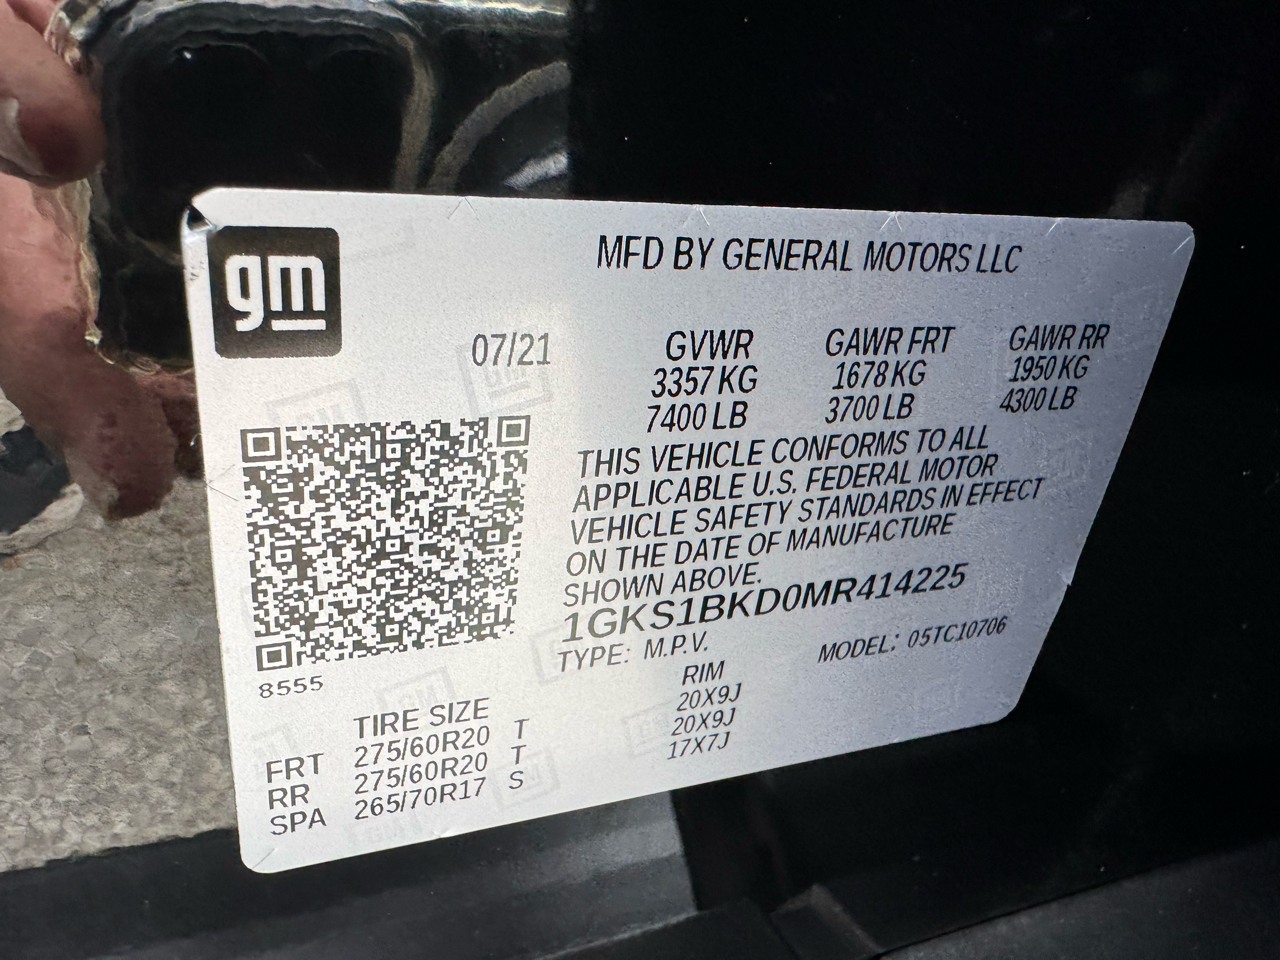 gm
MFD BY GENERAL MOTORS LLC
07/21 GVWR GAWR FRT GAWR RR
3357 KG 1678 KG 1950 KG
7400 LB 3700 LB 4300 LB
THIS VEHICLE CONFORMS TO ALL
APPLICABLE U.S. FEDERAL MOTOR
VEHICLE SAFETY STANDARDS IN EFFECT
ON THE DATE OF MANUFACTURE
SHOWN ABOVE.
1GKS1BKD0MR414225
TYPE: M.P.V. MODEL: 05TC10706
8555
TIRE SIZE RIM
FRT 275/60R20 T 20X9J
RR 275/60R20 T 20X9J
SPA 265/70R17 S 17X7J